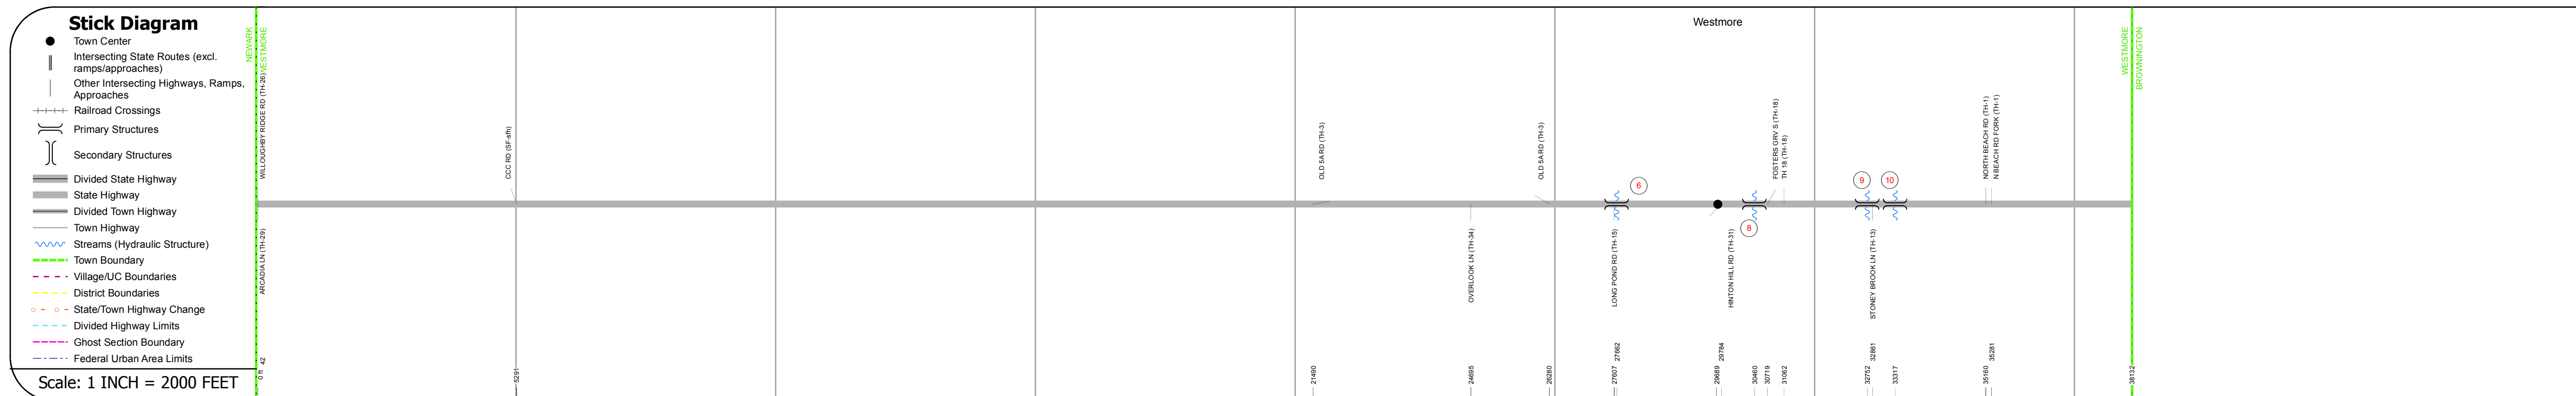 Stick Diagram
Town Center
Intersecting State Routes (excl.
ramps/approaches)
Other Intersecting Highways, Ramps,
Approaches
Railroad Crossings
Primary Structures
Secondary Structures
Divided State Highway
State Highway
Divided Town Highway
Town Highway
Streams (Hydraulic Structure)
Town Boundary
Village/UC Boundaries
District Boundaries
State/Town Highway Change
Divided Highway Limits
Ghost Section Boundary
Federal Urban Area Limits
Scale: 1 INCH = 2000 FEET
NEWARK
WESTMORE
WILLOUGHBY RIDGE RD (TH-26)
ARCADIA LN (TH-29)
0 ft
42
CCC RD (SF-sfh)
5291
OLD 5A RD (TH-3)
21490
OVERLOOK LN (TH-34)
24695
OLD 5A RD (TH-3)
26280
Westmore
6
LONG POND RD (TH-15)
27607
27662
HINTON HILL RD (TH-31)
29689
29784
8
30460
FOSTERS GRV S (TH-18)
TH 18 (TH-18)
30719
31062
9
10
STONEY BROOK LN (TH-13)
32752
32861
33317
NORTH BEACH RD (TH-1)
N BEACH RD FORK (TH-1)
35160
35281
WESTMORE
BROWNINGTON
38132